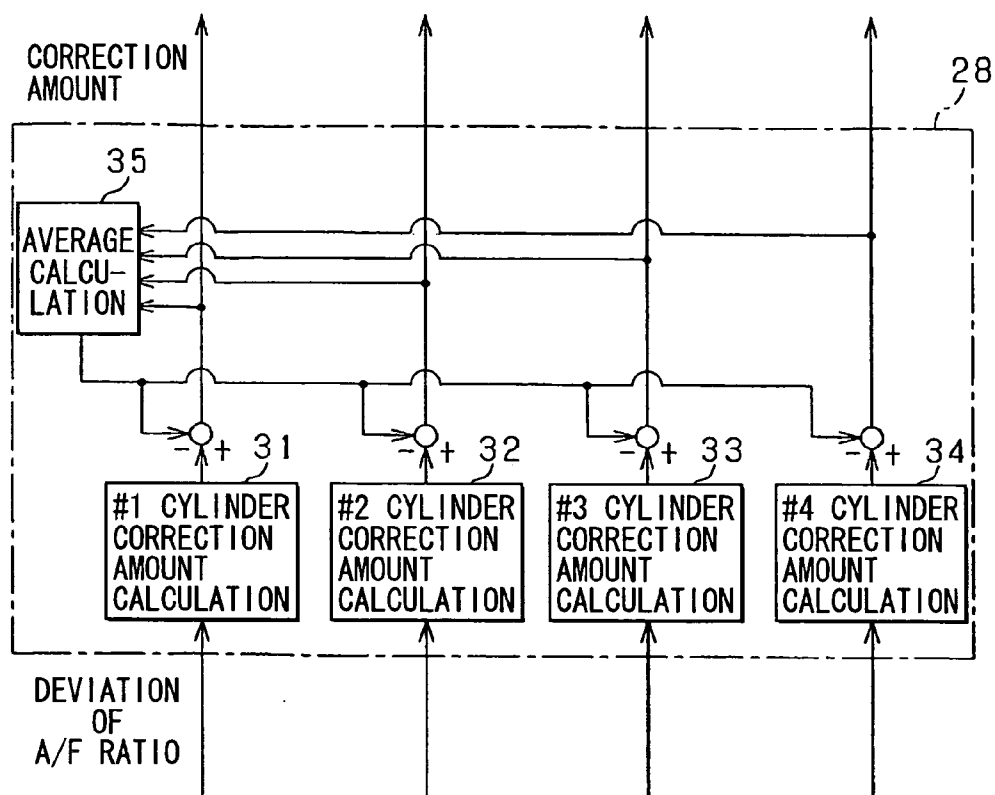 CORRECTION
AMOUNT
28
35
AVERAGE
CALCU-
LATION
- +
- +
- +
- +
31
32
33
34
#1 CYLINDER
CORRECTION
AMOUNT
CALCULATION
#2 CYLINDER
CORRECTION
AMOUNT
CALCULATION
#3 CYLINDER
CORRECTION
AMOUNT
CALCULATION
#4 CYLINDER
CORRECTION
AMOUNT
CALCULATION
DEVIATION
OF
A/F RATIO